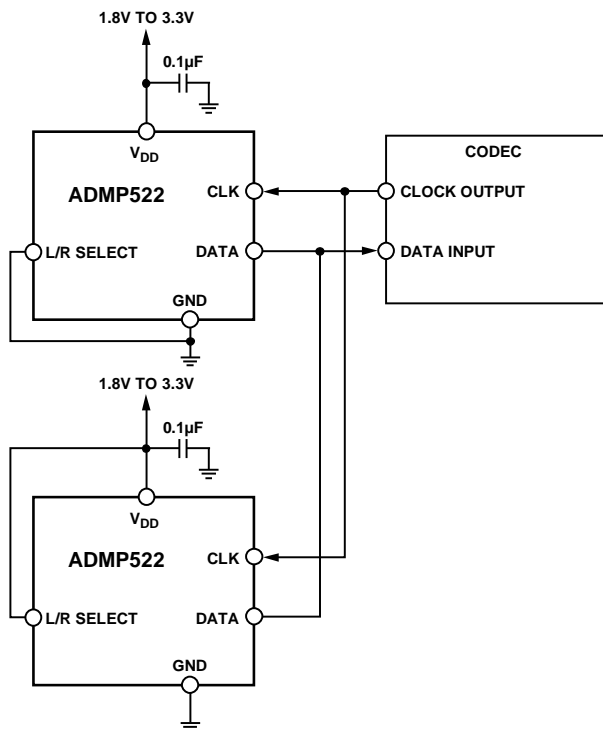 1.8V TO 3.3V
0.1µF
VDD
ADMP522
CLK
L/R SELECT
DATA
GND
CODEC
CLOCK OUTPUT
DATA INPUT
1.8V TO 3.3V
0.1µF
VDD
ADMP522
CLK
L/R SELECT
DATA
GND